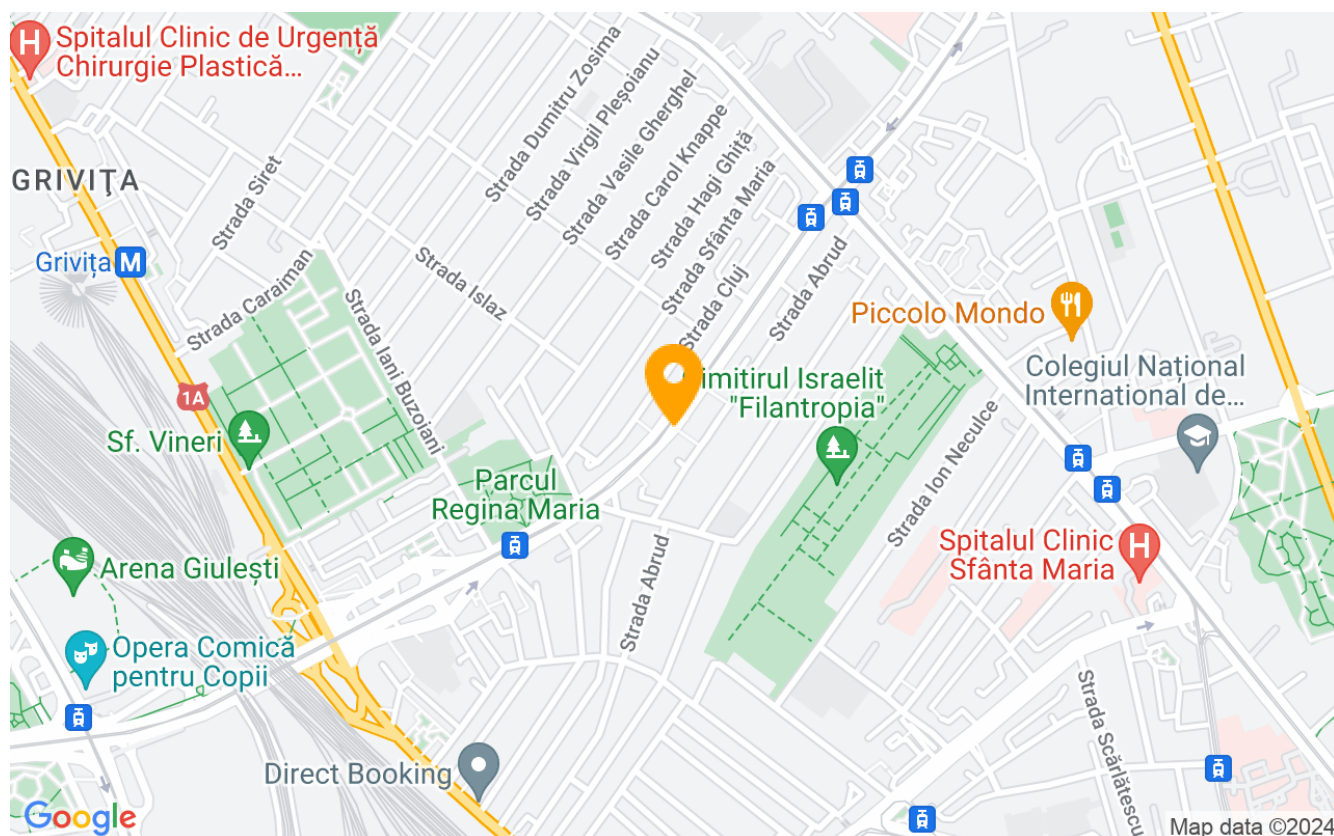 Spitalul Clinic de Urgență
Chirurgie Plastică...
GRIVIȚA
Grivița
M
Strada Siret
Strada Caraiman
Strada Iani Buzoiani
Strada Islaz
Strada Dumitru Zosima
Strada Virgil Pleșoianu
Strada Vasile Gherghel
Strada Carol Knappe
Strada Hagi Ghiță
Strada Sfânta Maria
Strada Cluj
Strada Abrud
Piccolo Mondo
Colegiul Național
International de...
imitirul Israelit
"Filantropia"
1A
Sf. Vineri
Parcul
Regina Maria
Strada Ion Neculce
Spitalul Clinic
Sfânta Maria
H
H
Arena Giulești
Strada Abrud
Opera Comică
pentru Copii
Strada Scărlătescu
Direct Booking
Google
Map data ©2024